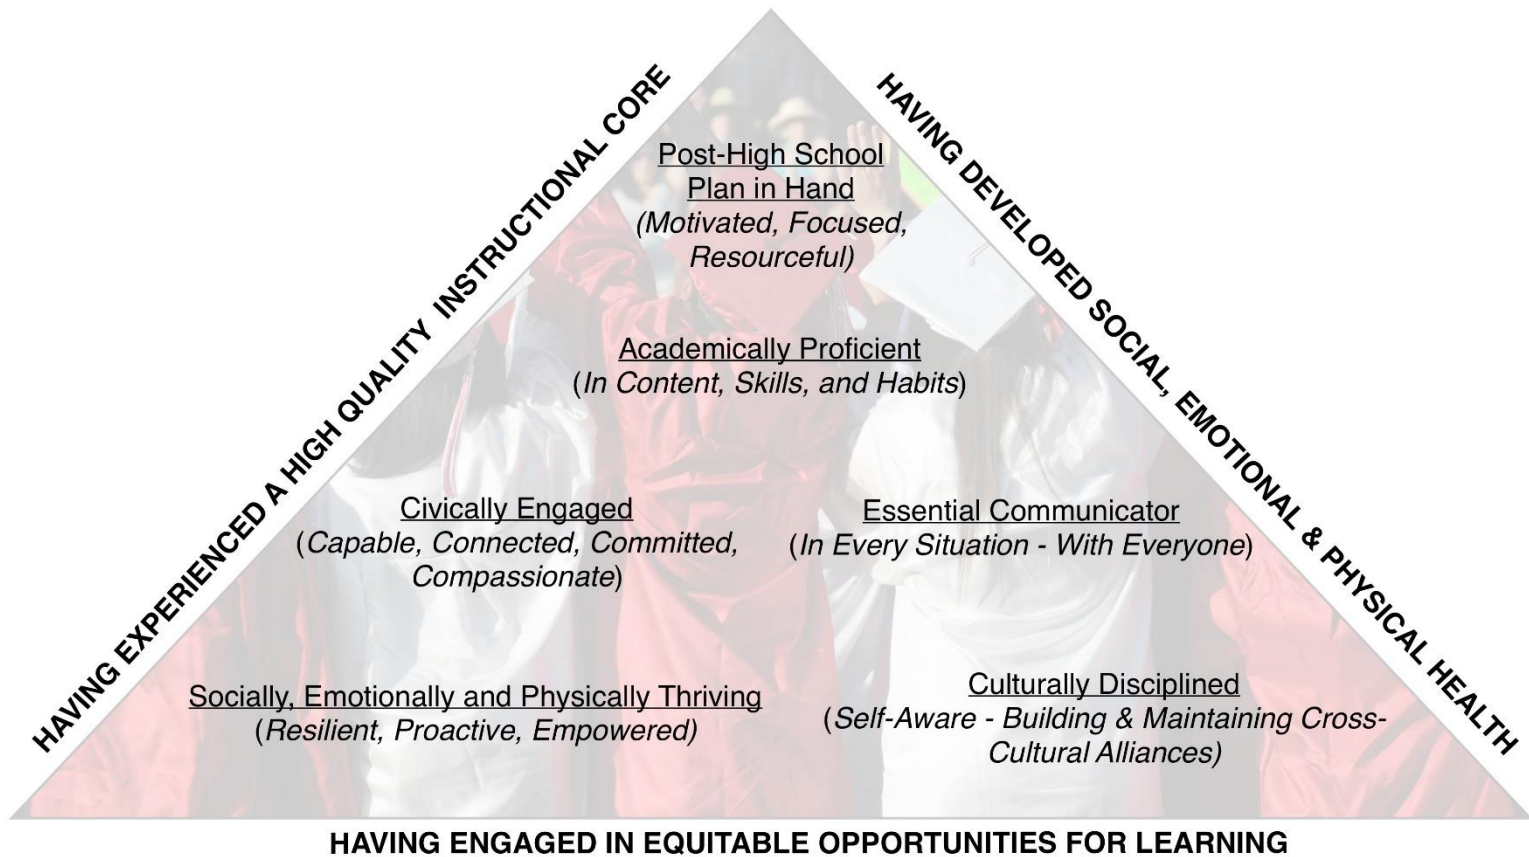 HAVING EXPERIENCED A HIGH QUALITY INSTRUCTIONAL CORE
HAVING DEVELOPED SOCIAL, EMOTIONAL & PHYSICAL HEALTH
Post-High School
Plan in Hand
(Motivated, Focused,
Resourceful)
Academically Proficient
(In Content, Skills, and Habits)
Civically Engaged
(Capable, Connected, Committed,
Compassionate)
Essential Communicator
(In Every Situation - With Everyone)
Socially, Emotionally and Physically Thriving
(Resilient, Proactive, Empowered)
Culturally Disciplined
(Self-Aware - Building & Maintaining Cross-
Cultural Alliances)
HAVING ENGAGED IN EQUITABLE OPPORTUNITIES FOR LEARNING